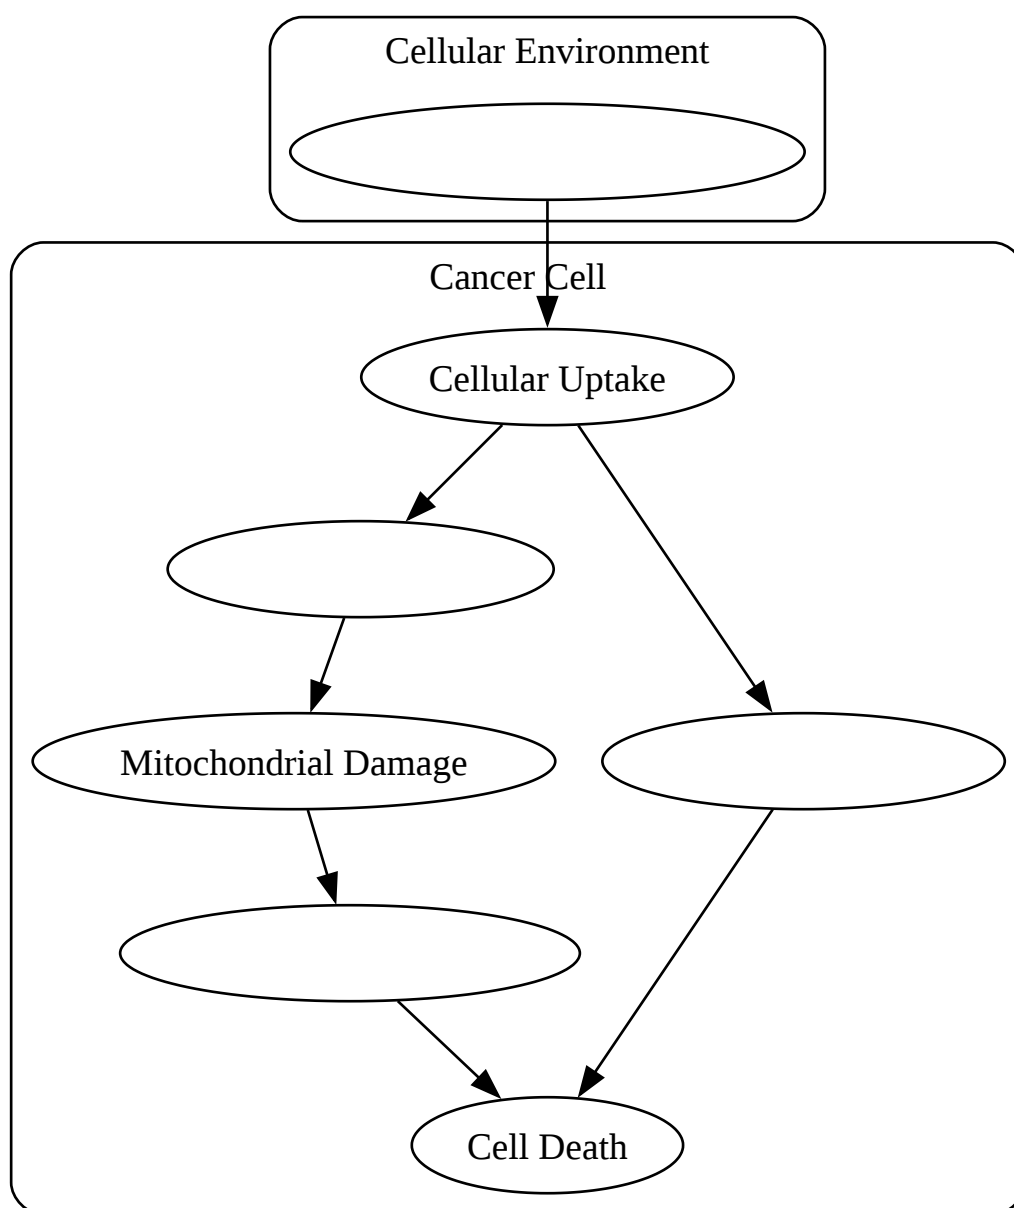 Cellular Environment
Cancer Cell
Cellular Uptake
Mitochondrial Damage
Cell Death